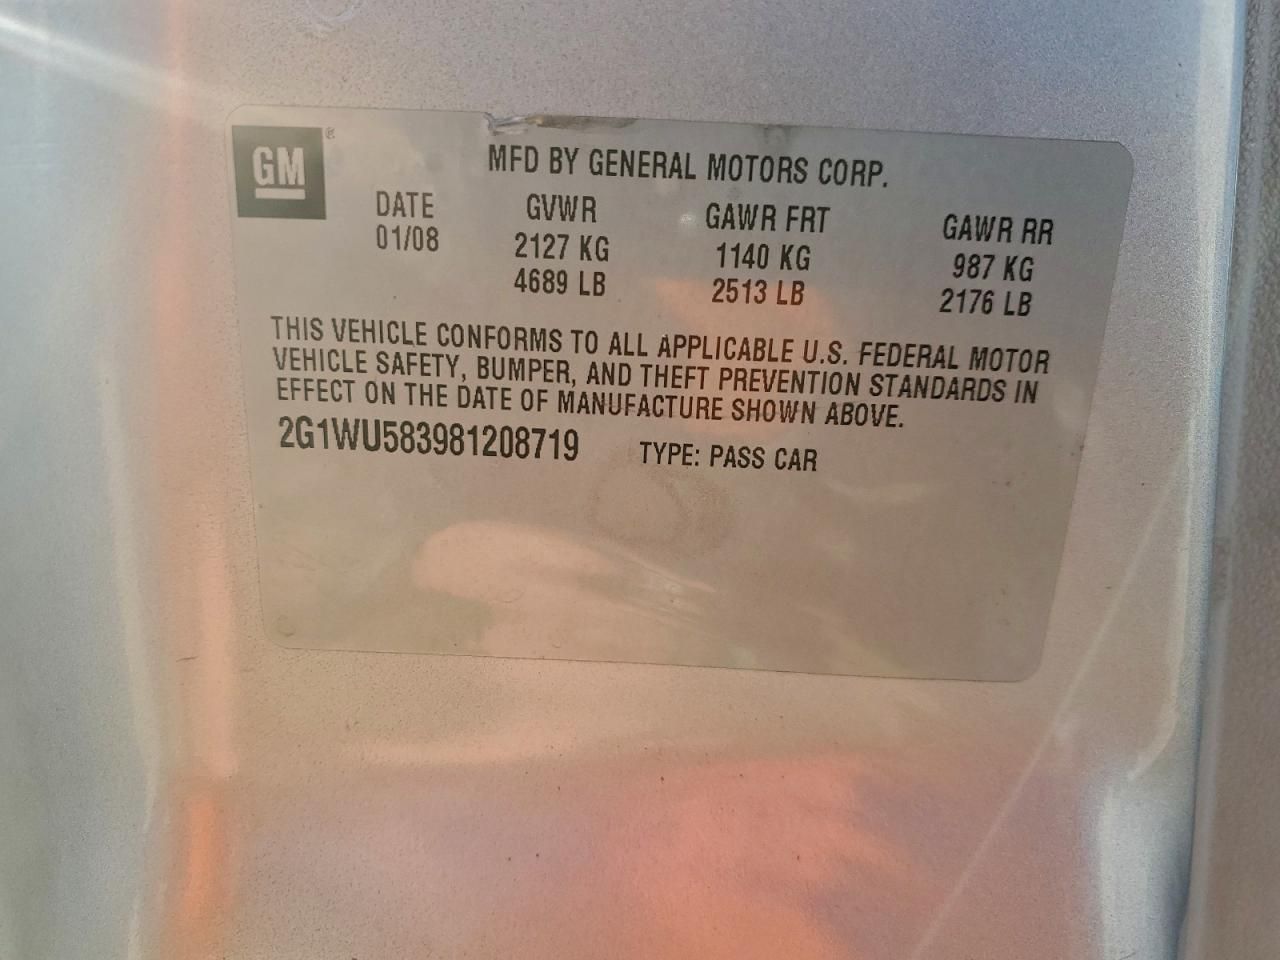 GM ®
MFD BY GENERAL MOTORS CORP.
DATE GVWR GAWR FRT GAWR RR
01/08 2127 KG 1140 KG 987 KG
4689 LB 2513 LB 2176 LB
THIS VEHICLE CONFORMS TO ALL APPLICABLE U.S. FEDERAL MOTOR
VEHICLE SAFETY, BUMPER, AND THEFT PREVENTION STANDARDS IN
EFFECT ON THE DATE OF MANUFACTURE SHOWN ABOVE.
2G1WU583981208719 TYPE: PASS CAR